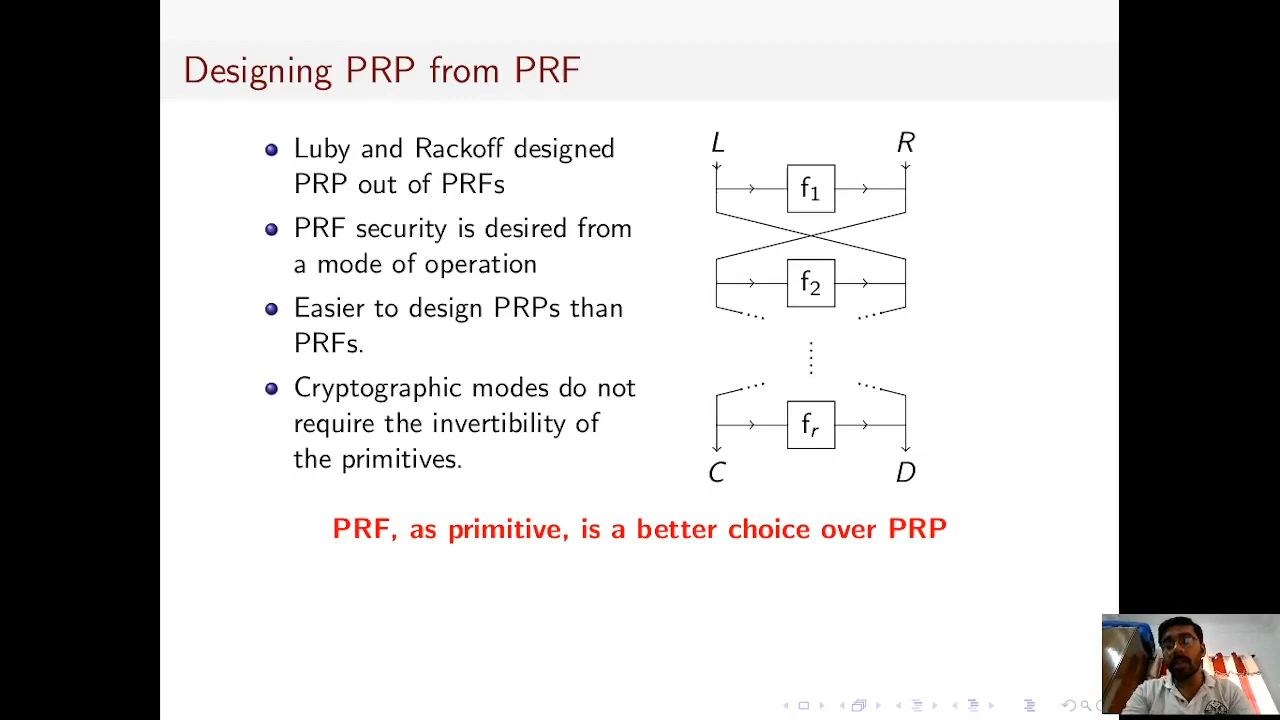 Designing PRP from PRF
Luby and Rackoff designed
PRP out of PRFs
PRF security is desired from
a mode of operation
Easier to design PRPs than
PRFs.
Cryptographic modes do not
require the invertibility of
the primitives.
L R
f1
f2
fr
C D
PRF, as primitive, is a better choice over PRP